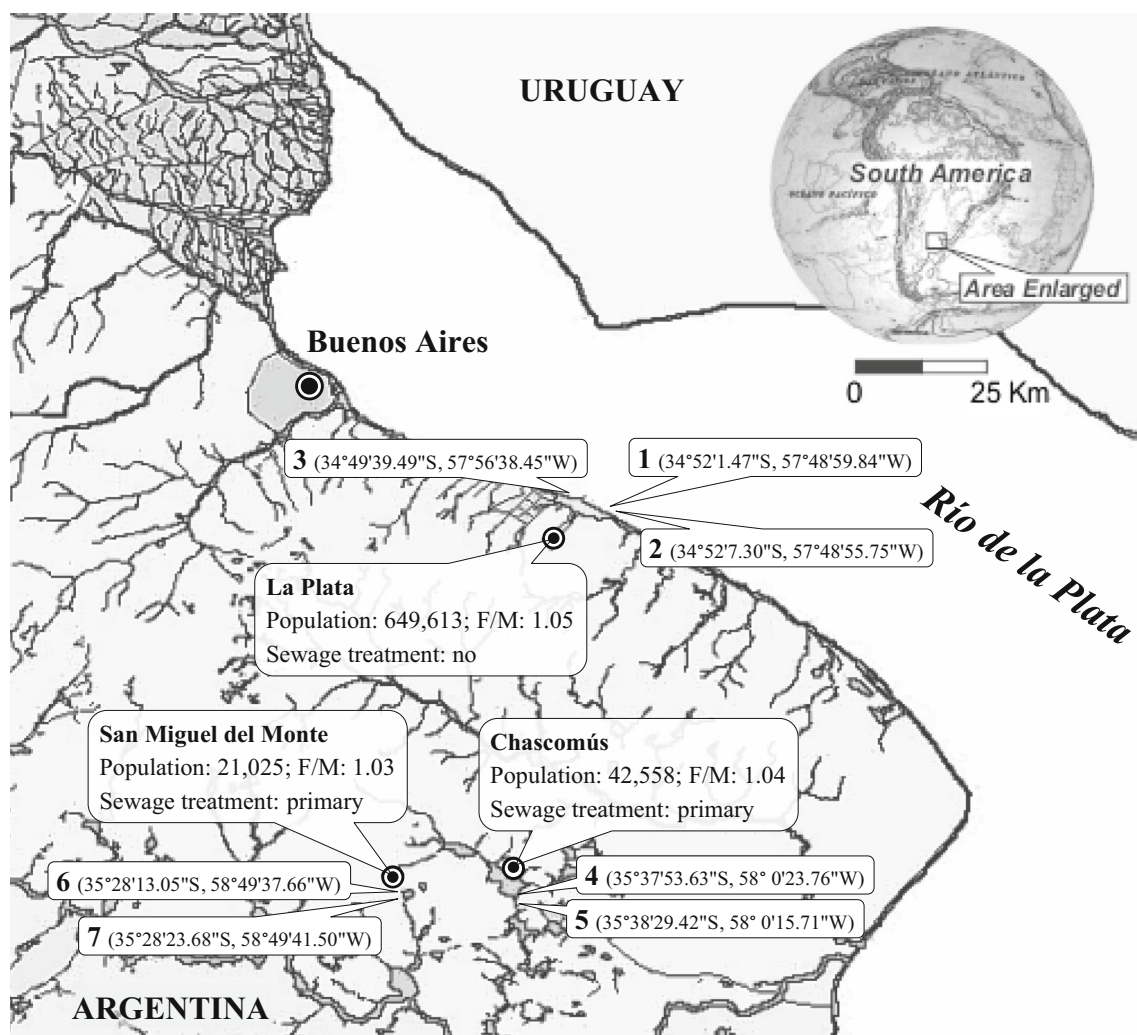 URUGUAY
OCÉANO ATLÁNTICO
South America
OCÉANO PACÍFICO
Area Enlarged
0 25 Km
Buenos Aires
3 (34°49'39.49"S, 57°56'38.45"W)
1 (34°52'1.47"S, 57°48'59.84"W)
2 (34°52'7.30"S, 57°48'55.75"W)
Río de la Plata
La Plata
Population: 649,613; F/M: 1.05
Sewage treatment: no
San Miguel del Monte
Population: 21,025; F/M: 1.03
Sewage treatment: primary
Chascomús
Population: 42,558; F/M: 1.04
Sewage treatment: primary
6 (35°28'13.05"S, 58°49'37.66"W)
4 (35°37'53.63"S, 58° 0'23.76"W)
7 (35°28'23.68"S, 58°49'41.50"W)
5 (35°38'29.42"S, 58° 0'15.71"W)
ARGENTINA